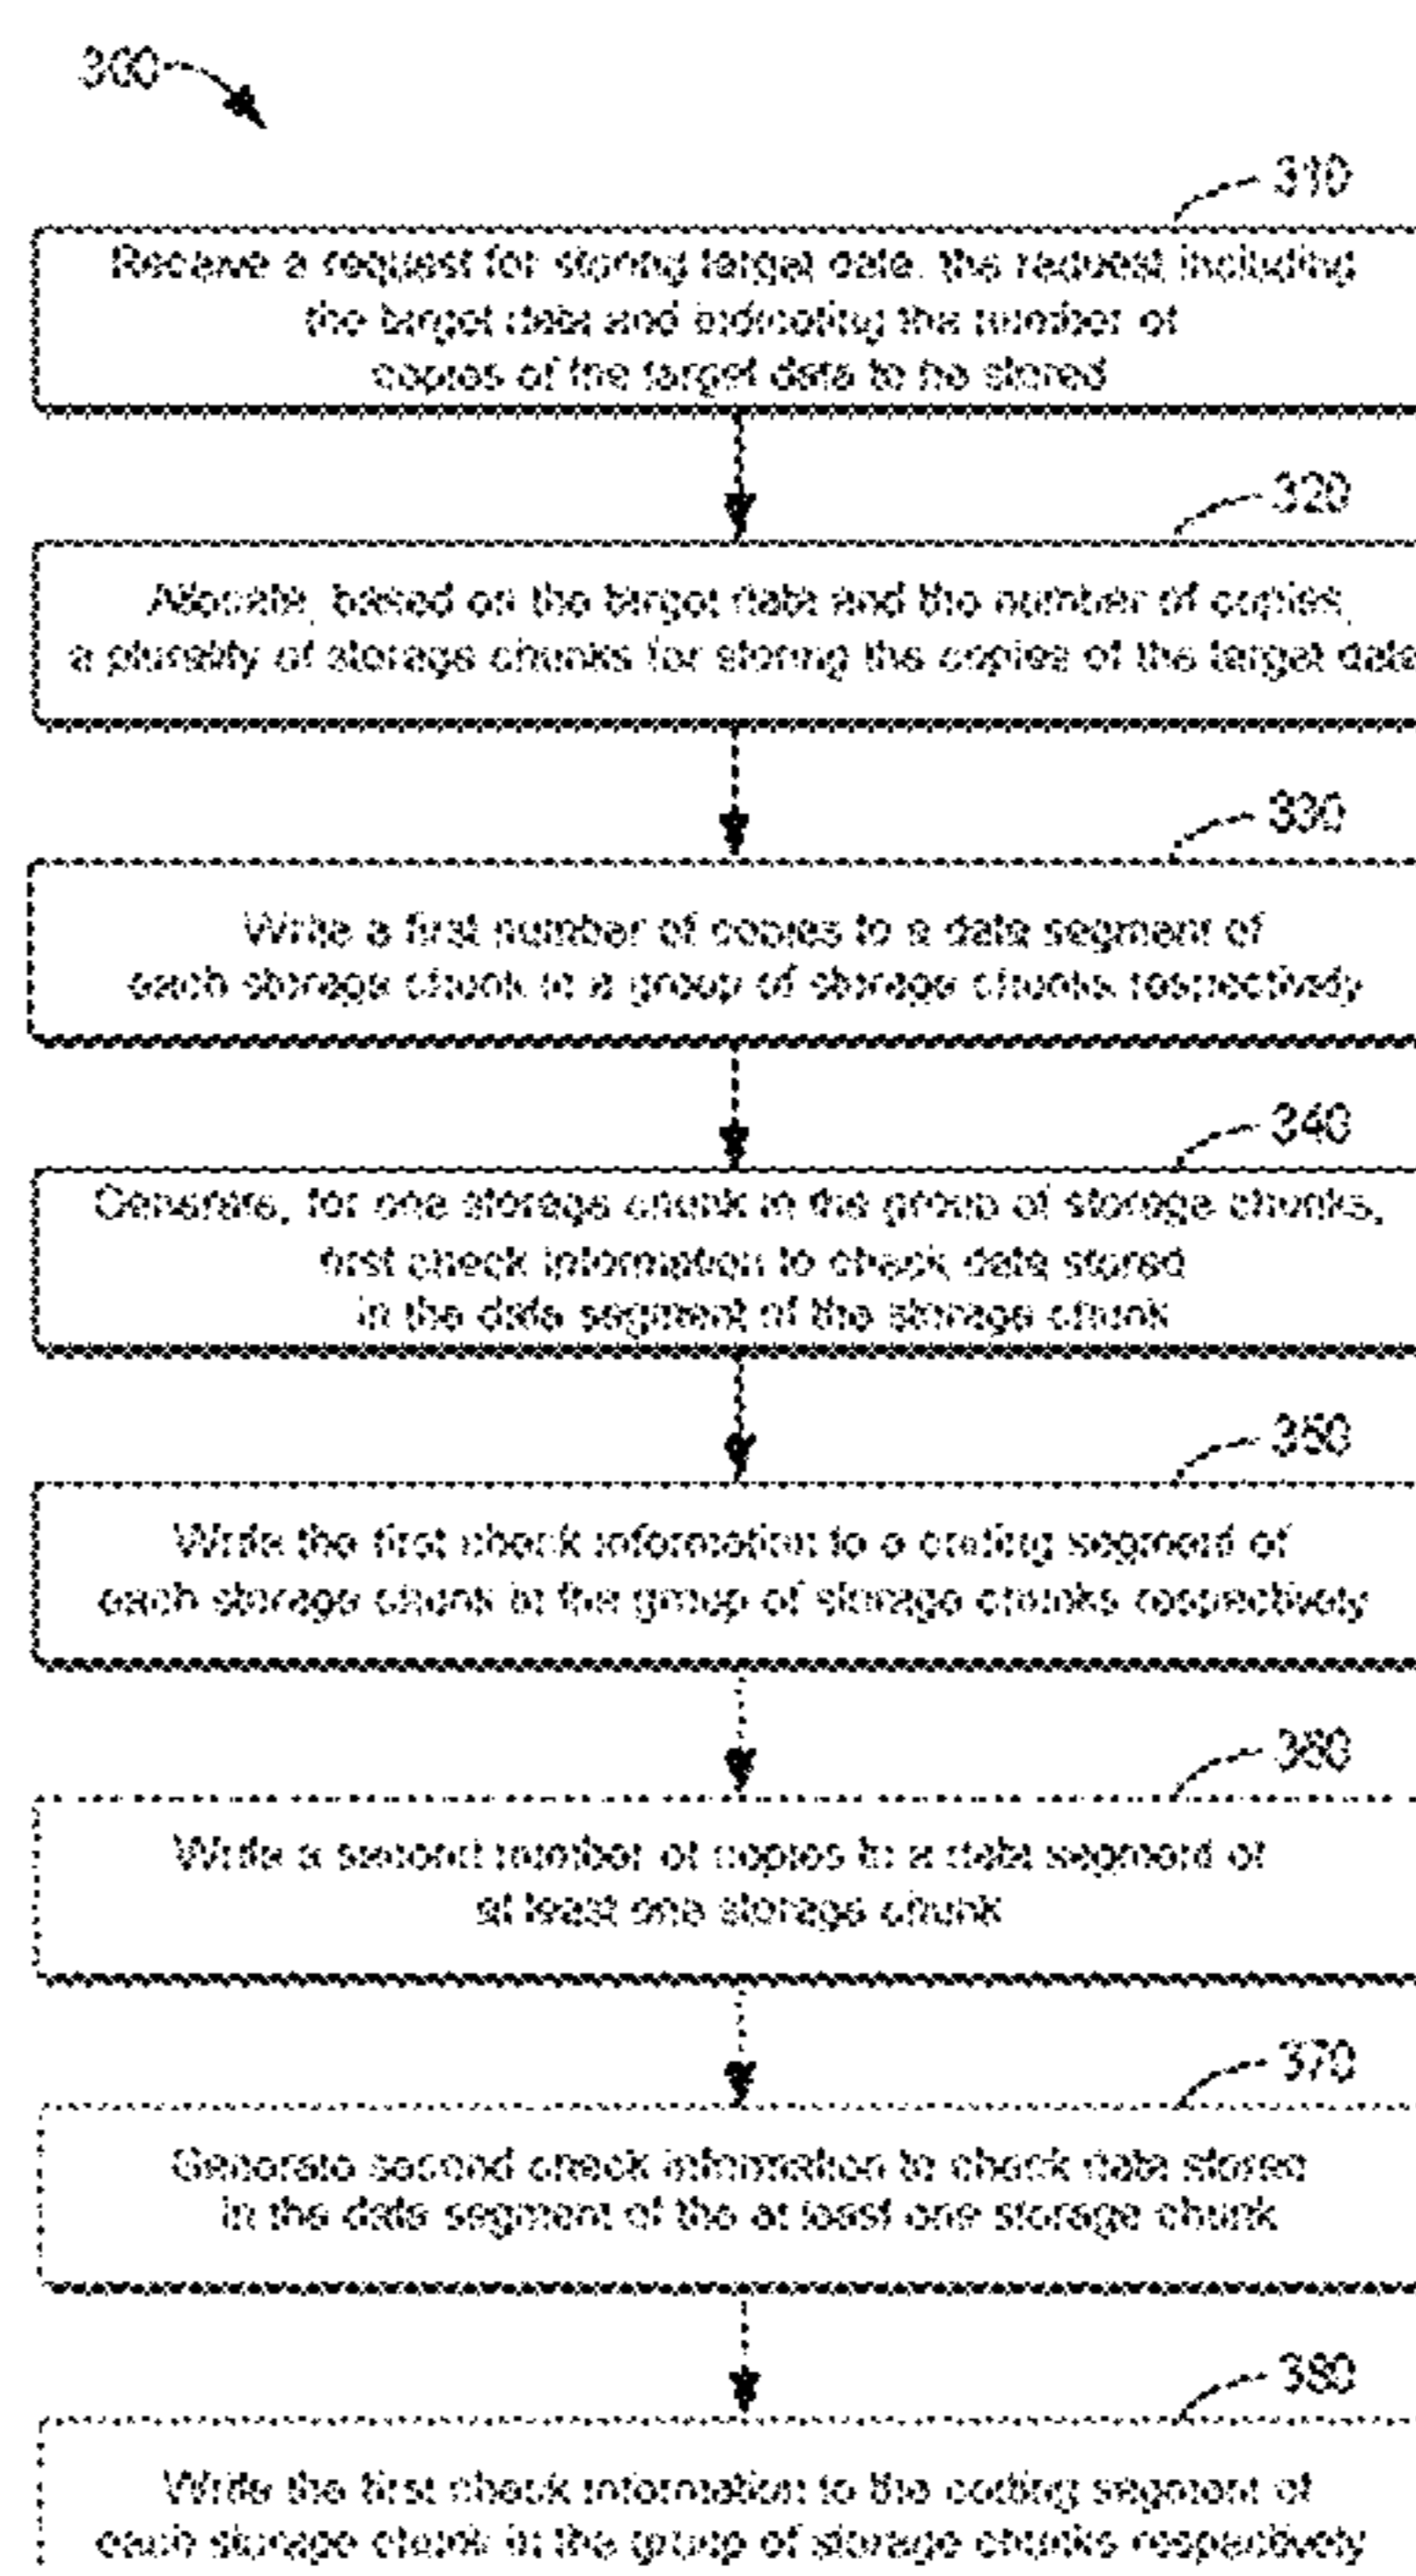 300
310
Receive a request for storing target data, the request including
the target data and indicating the number of
copies of the target data to be stored
320
Allocate, based on the target data and the number of copies,
a plurality of storage chunks for storing the copies of the target data
330
Write a first number of copies to a data segment of
each storage chunk in a group of storage chunks respectively
340
Generate, for one storage chunk in the group of storage chunks,
first check information to check data stored
in the data segment of the storage chunk
350
Write the first check information to a coding segment of
each storage chunk in the group of storage chunks respectively
360
Write a second number of copies to a data segment of
at least one storage chunk
370
Generate second check information to check data stored
in the data segment of the at least one storage chunk
380
Write the first check information to the coding segment of
each storage chunk in the group of storage chunks respectively